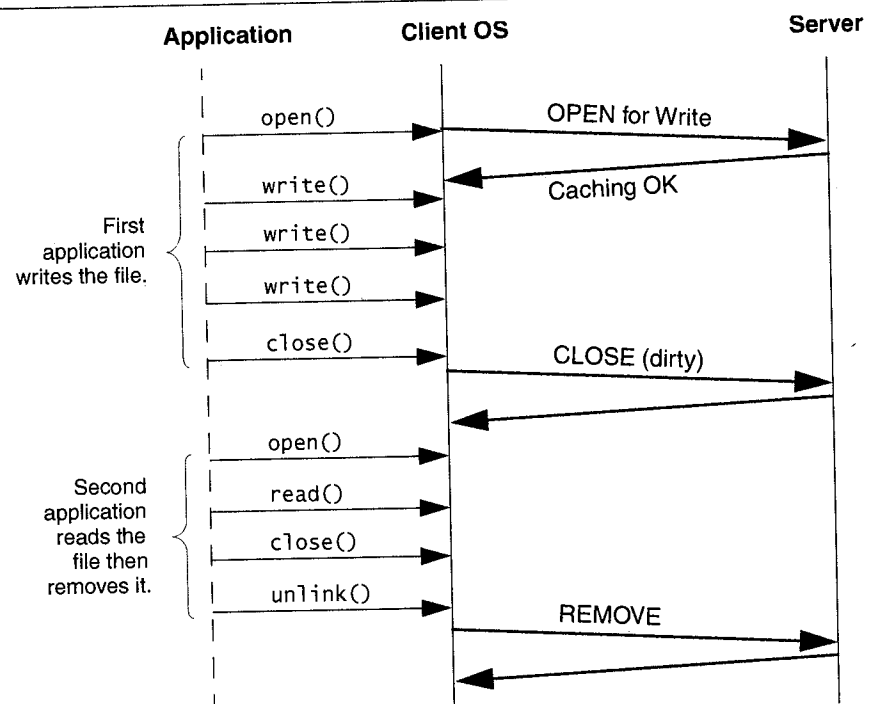 Application
Client OS
Server
open()
OPEN for Write
Caching OK
write()
write()
write()
First
application
writes the file.
close()
CLOSE (dirty)
open()
read()
close()
unlink()
Second
application
reads the
file then
removes it.
REMOVE